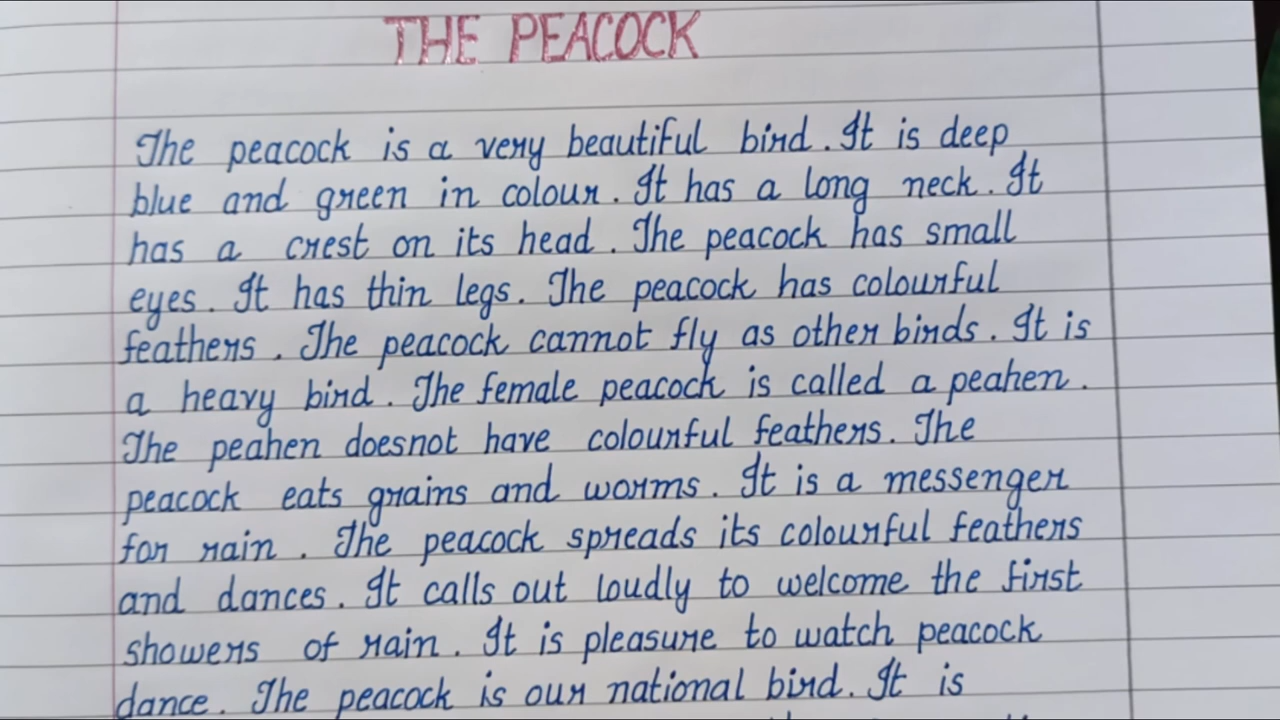 THE PEACOCK
The peacock is a very beautiful bird. It is deep
blue and green in colour. It has a long neck. It
has a crest on its head. The peacock has small
eyes. It has thin legs. The peacock has colourful
feathers. The peacock cannot fly as other birds. It is
a heavy bird. The female peacock is called a peahen.
The peahen doesnot have colourful feathers. The
peacock eats grains and worms. It is a messenger
for rain. The peacock spreads its colourful feathers
and dances. It calls out loudly to welcome the first
showers of rain. It is pleasure to watch peacock
dance. The peacock is our national bird. It is